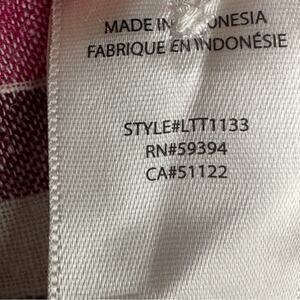 MADE IN INDONESIA
FABRIQUE EN INDONÉSIE
STYLE#LTT1133
RN#59394
CA#51122